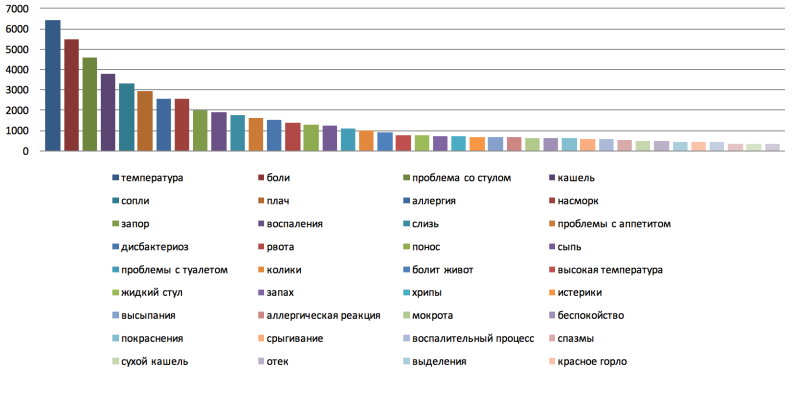 7000
6000
5000
4000
3000
2000
1000
0
температура боли проблема со стулом кашель
сопли плач аллергия насморк
запор воспаления слизь проблемы с аппетитом
дисбактериоз рвота понос сыпь
проблемы с туалетом колики болит живот высокая температура
жидкий стул запах хрипы истерики
высыпания аллергическая реакция мокрота беспокойство
покраснения срыгивание воспалительный процесс спазмы
сухой кашель отек выделения красное горло